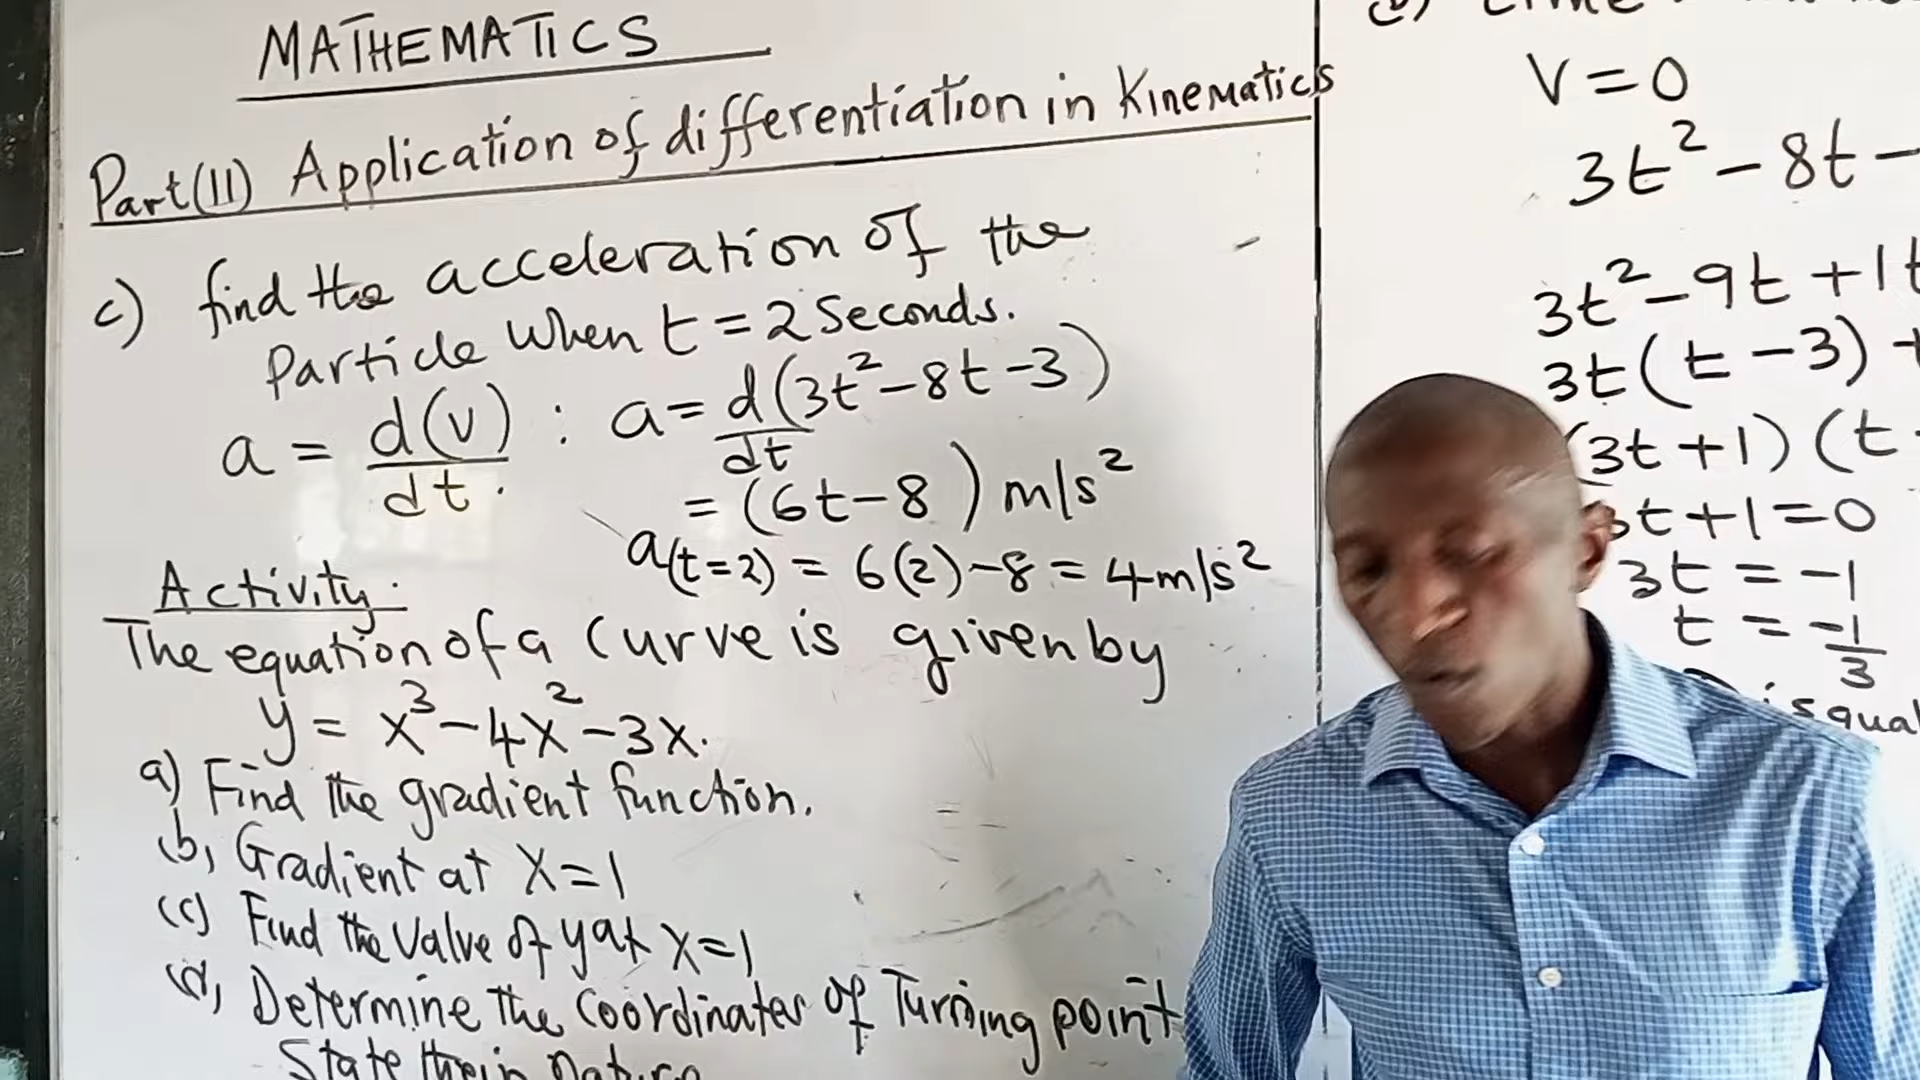 MATHEMATICS
Part(II) Application of differentiation in Kinematics
c) find the acceleration of the
Particle when t = 2 Seconds.
a = d(v)/dt : a = d/dt (3t² – 8t – 3)
= (6t – 8) m/s²
a(t=2) = 6(2) – 8 = 4m/s²
Activity.
The equation of a Curve is given by
y = x³ – 4x² – 3x.
a) Find the gradient function.
(b), Gradient at x = 1
(c) Find the value of y at x = 1
(d), Determine the Coordinates of Turning point
State their nature
V = 0
3t² – 8t –
3t² – 9t + 1t
3t(t – 3) +
(3t + 1)(t
3t + 1 = 0
3t = –1
t = –1/3